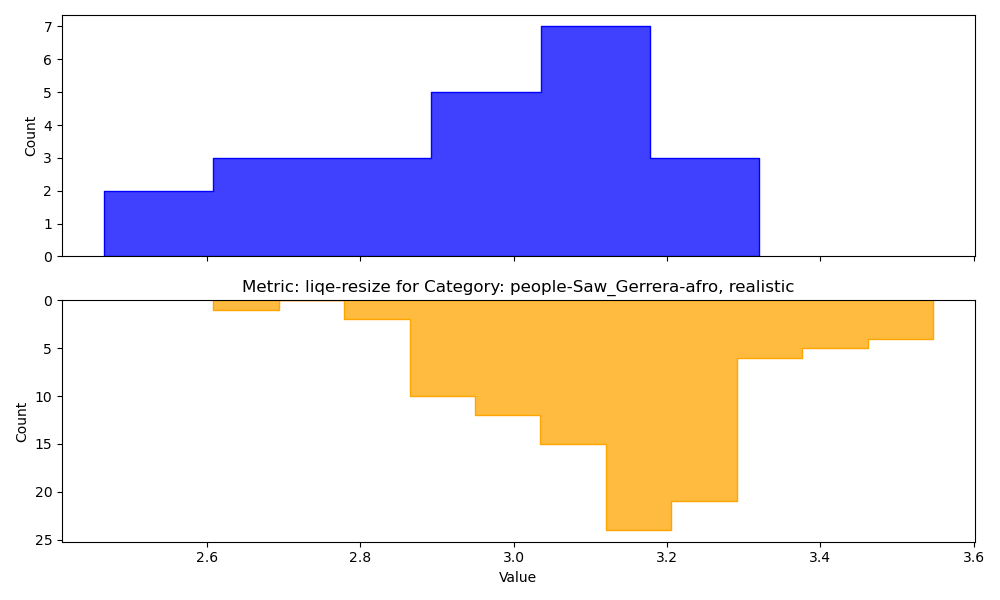 7
6
5
4
3
2
1
0
Count
Metric: liqe-resize for Category: people-Saw_Gerrera-afro, realistic
0
5
10
15
20
25
Count
2.6 2.8 3.0 3.2 3.4 3.6
Value